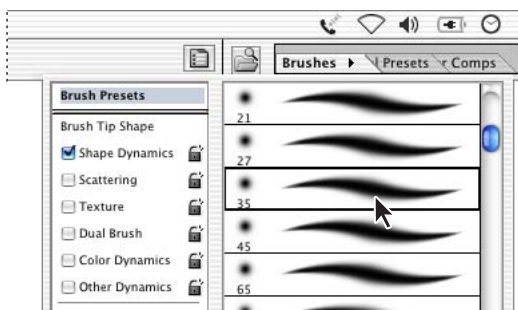 Brushes Presets r Comps
Brush Presets
Brush Tip Shape
Shape Dynamics
Scattering
Texture
Dual Brush
Color Dynamics
Other Dynamics
21
27
35
45
65